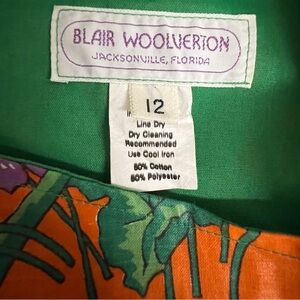 BLAIR WOOLVERTON
JACKSONVILLE, FLORIDA
12
Line Dry
Dry Cleaning
Recommended
Use Cool Iron
50% Cotton
50% Polyester